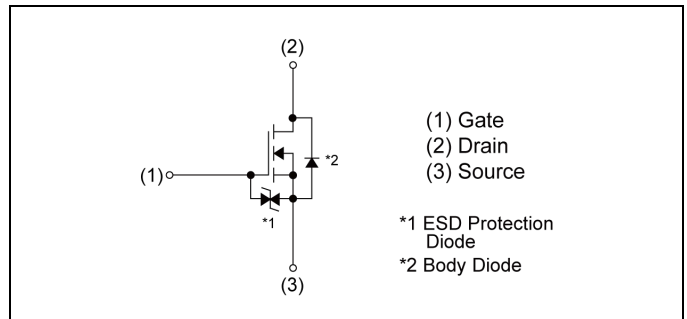 (2)
(1)
*2
*1
(3)
(1) Gate
(2) Drain
(3) Source
*1 ESD Protection
Diode
*2 Body Diode